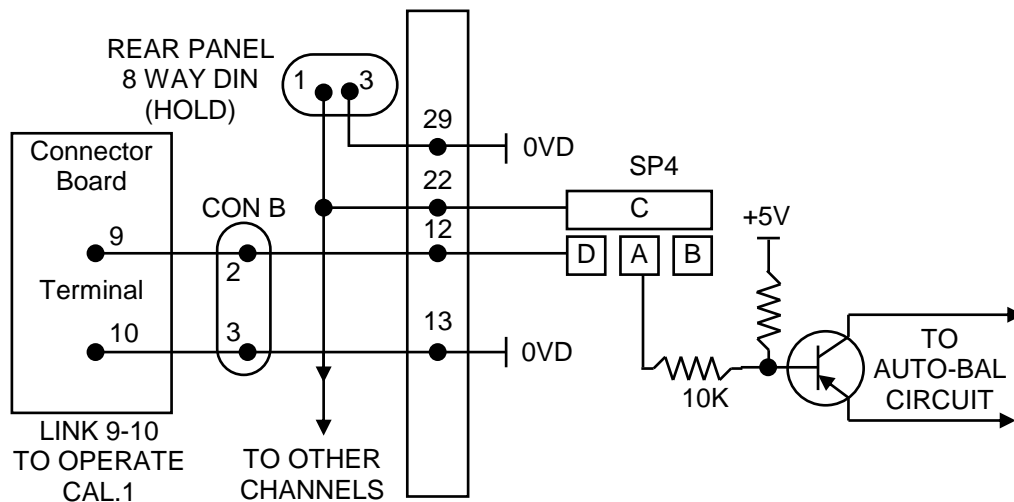 REAR PANEL
8 WAY DIN
(HOLD)
1
3
29
0VD
Connector
Board
CON B
22
SP4
C
+5V
9
2
12
D
A
B
Terminal
10
3
13
0VD
10K
TO
AUTO-BAL
CIRCUIT
LINK 9-10
TO OPERATE
CAL.1
TO OTHER
CHANNELS